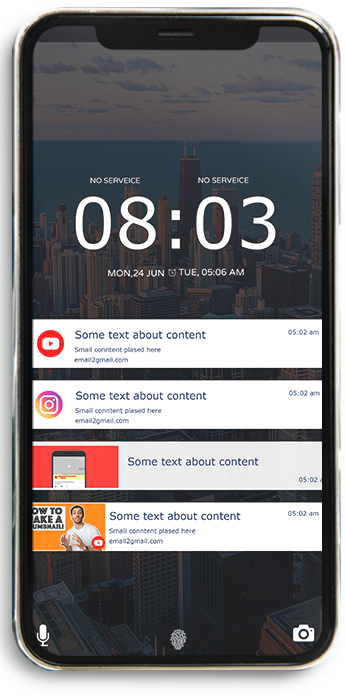 NO SERVEICE NO SERVEICE
08:03
MON,24 JUN TUE, 05:06 AM
Some text about content 05:02 am
Small conntent plased here
email2gmail.com
Some text about content 05:02 am
Small conntent plased here
email2gmail.com
Some text about content
05:02
Some text about content 05:02 am
Small conntent plased here
email2gmail.com
OW TO
AKE A
UMBNAIL!